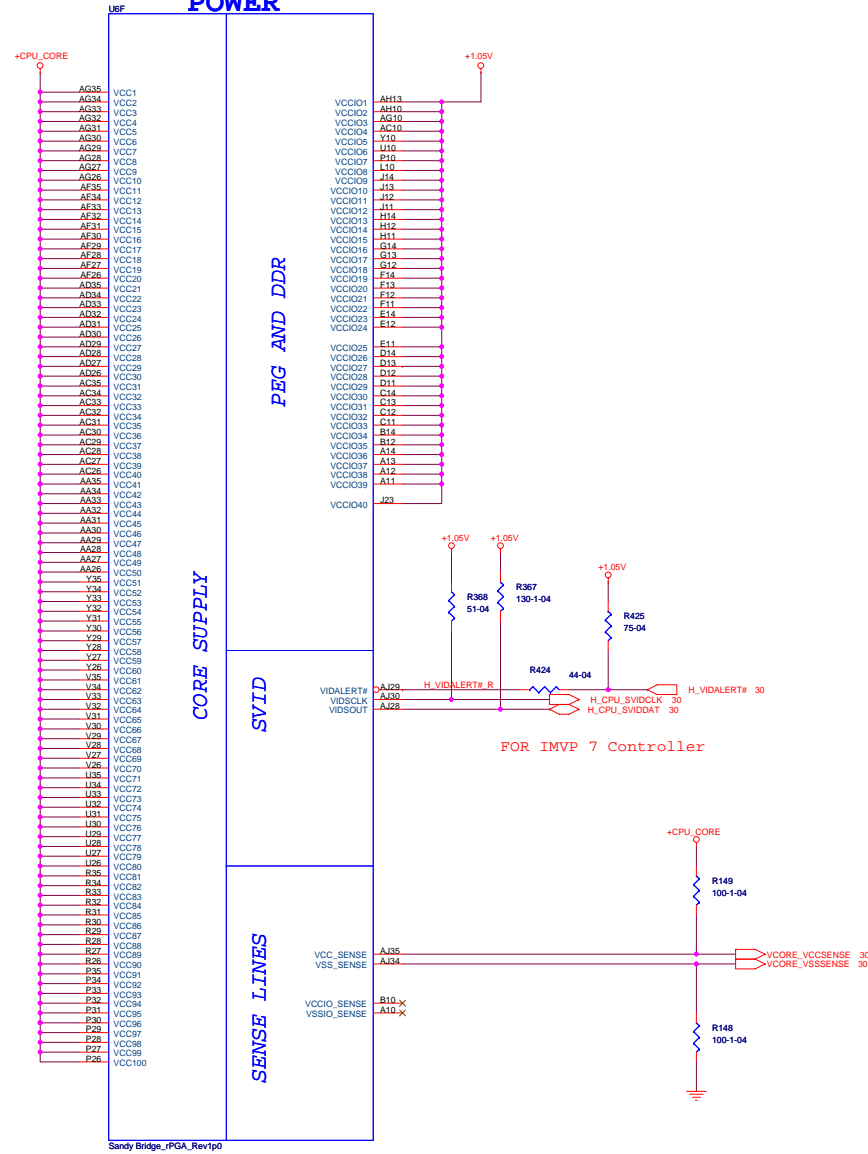 POWER
U6F
+CPU_CORE
+1.05V
AG35 VCC1
AG34 VCC2
AG33 VCC3
AG32 VCC4
AG31 VCC5
AG30 VCC6
AG29 VCC7
AG28 VCC8
AG27 VCC9
AG26 VCC10
AF35 VCC11
AF34 VCC12
AF33 VCC13
AF32 VCC14
AF31 VCC15
AF30 VCC16
AF29 VCC17
AF28 VCC18
AF27 VCC19
AF26 VCC20
AD35 VCC21
AD34 VCC22
AD33 VCC23
AD32 VCC24
AD31 VCC25
AD30 VCC26
AD29 VCC27
AD28 VCC28
AD27 VCC29
AD26 VCC30
AC35 VCC31
AC34 VCC32
AC33 VCC33
AC32 VCC34
AC31 VCC35
AC30 VCC36
AC29 VCC37
AC28 VCC38
AC27 VCC39
AC26 VCC40
AA35 VCC41
AA34 VCC42
AA33 VCC43
AA32 VCC44
AA31 VCC45
AA30 VCC46
AA29 VCC47
AA28 VCC48
AA27 VCC49
AA26 VCC50
Y35 VCC51
Y34 VCC52
Y33 VCC53
Y32 VCC54
Y31 VCC55
Y30 VCC56
Y29 VCC57
Y28 VCC58
Y27 VCC59
Y26 VCC60
V35 VCC61
V34 VCC62
V33 VCC63
V32 VCC64
V31 VCC65
V30 VCC66
V29 VCC67
V28 VCC68
V27 VCC69
V26 VCC70
U35 VCC71
U34 VCC72
U33 VCC73
U32 VCC74
U31 VCC75
U30 VCC76
U29 VCC77
U28 VCC78
U27 VCC79
U26 VCC80
R35 VCC81
R34 VCC82
R33 VCC83
R32 VCC84
R31 VCC85
R30 VCC86
R29 VCC87
R28 VCC88
R27 VCC89
R26 VCC90
P35 VCC91
P34 VCC92
P33 VCC93
P32 VCC94
P31 VCC95
P30 VCC96
P29 VCC97
P28 VCC98
P27 VCC99
P26 VCC100
CORE SUPPLY
PEG AND DDR
VCCIO1 AH13
VCCIO2 AH10
VCCIO3 AG10
VCCIO4 AC10
VCCIO5 Y10
VCCIO6 U10
VCCIO7 P10
VCCIO8 L10
VCCIO9 J14
VCCIO10 J13
VCCIO11 J12
VCCIO12 J11
VCCIO13 H14
VCCIO14 H12
VCCIO15 H11
VCCIO16 G14
VCCIO17 G13
VCCIO18 G12
VCCIO19 F14
VCCIO20 F13
VCCIO21 F12
VCCIO22 F11
VCCIO23 E14
VCCIO24 E12
VCCIO25 E11
VCCIO26 D14
VCCIO27 D13
VCCIO28 D12
VCCIO29 D11
VCCIO30 C14
VCCIO31 C13
VCCIO32 C12
VCCIO33 C11
VCCIO34 B14
VCCIO35 B12
VCCIO36 A14
VCCIO37 A13
VCCIO38 A12
VCCIO39 A11
VCCIO40 J23
+1.05V
+1.05V
+1.05V
R368
51-04
R367
130-1-04
R425
75-04
R424
44-04
SVID
VIDALERT# AJ29 H_VIDALERT#_R
H_VIDALERT# 30
VIDSCLK AJ30
H_CPU_SVIDCLK 30
VIDSOUT AJ28
H_CPU_SVIDDAT 30
FOR IMVP 7 Controller
+CPU_CORE
R149
100-1-04
SENSE LINES
VCC_SENSE AJ35
VCORE_VCCSENSE 30
VSS_SENSE AJ34
VCORE_VSSSENSE 30
VCCIO_SENSE B10
VSSIO_SENSE A10
R148
100-1-04
Sandy Bridge_rPGA_Rev1p0